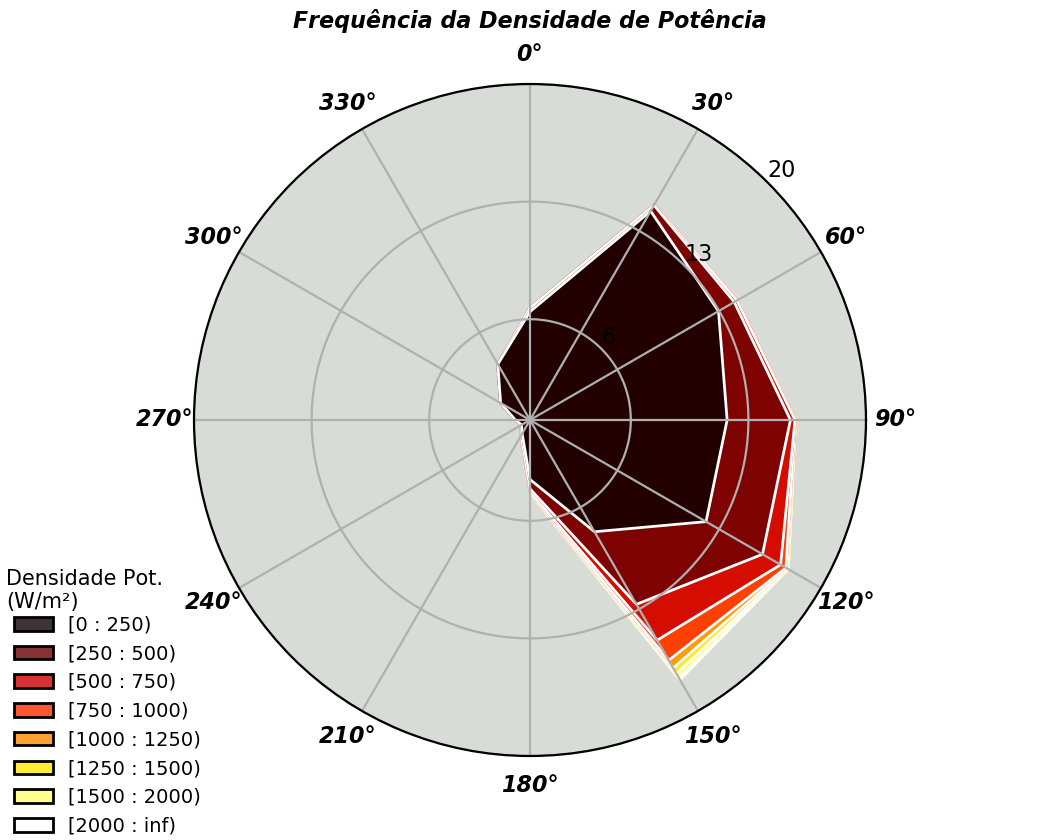 Frequência da Densidade de Potência
0°
330°
30°
20
300°
60°
13
6
270°
90°
240°
120°
210°
150°
180°
Densidade Pot.
(W/m²)
[0 : 250)
[250 : 500)
[500 : 750)
[750 : 1000)
[1000 : 1250)
[1250 : 1500)
[1500 : 2000)
[2000 : inf)